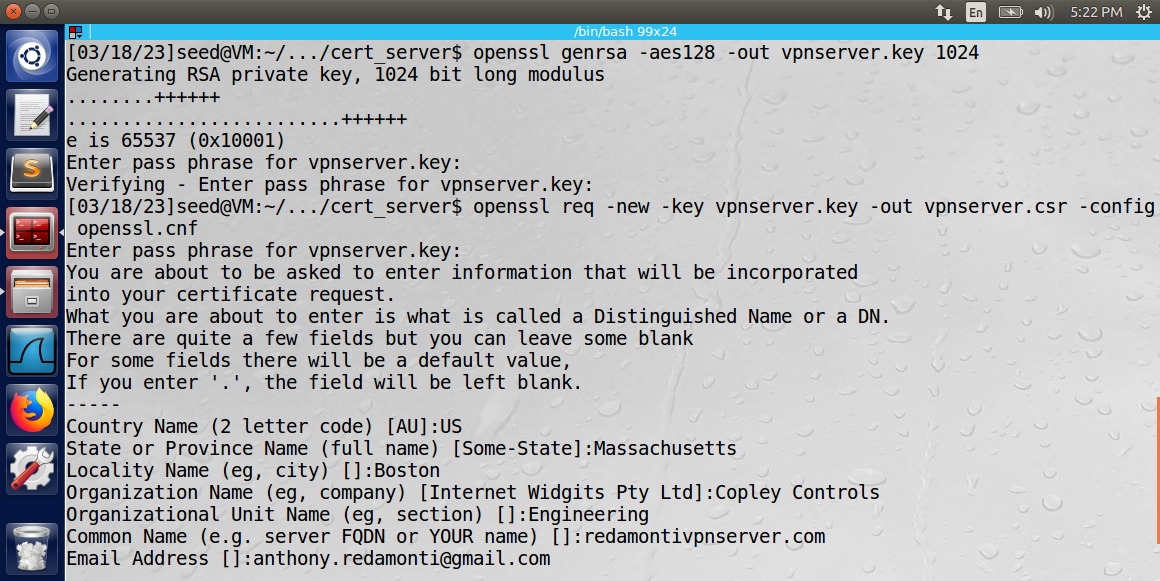 En
5:22 PM
/bin/bash 99x24
[03/18/23]seed@VM:~/.../cert_server$ openssl genrsa -aes128 -out vpnserver.key 1024
Generating RSA private key, 1024 bit long modulus
........++++++
.........................++++++
e is 65537 (0x10001)
Enter pass phrase for vpnserver.key:
Verifying - Enter pass phrase for vpnserver.key:
[03/18/23]seed@VM:~/.../cert_server$ openssl req -new -key vpnserver.key -out vpnserver.csr -config
openssl.cnf
Enter pass phrase for vpnserver.key:
You are about to be asked to enter information that will be incorporated
into your certificate request.
What you are about to enter is what is called a Distinguished Name or a DN.
There are quite a few fields but you can leave some blank
For some fields there will be a default value,
If you enter '.', the field will be left blank.
-----
Country Name (2 letter code) [AU]:US
State or Province Name (full name) [Some-State]:Massachusetts
Locality Name (eg, city) []:Boston
Organization Name (eg, company) [Internet Widgits Pty Ltd]:Copley Controls
Organizational Unit Name (eg, section) []:Engineering
Common Name (e.g. server FQDN or YOUR name) []:redamontivpnserver.com
Email Address []:anthony.redamonti@gmail.com